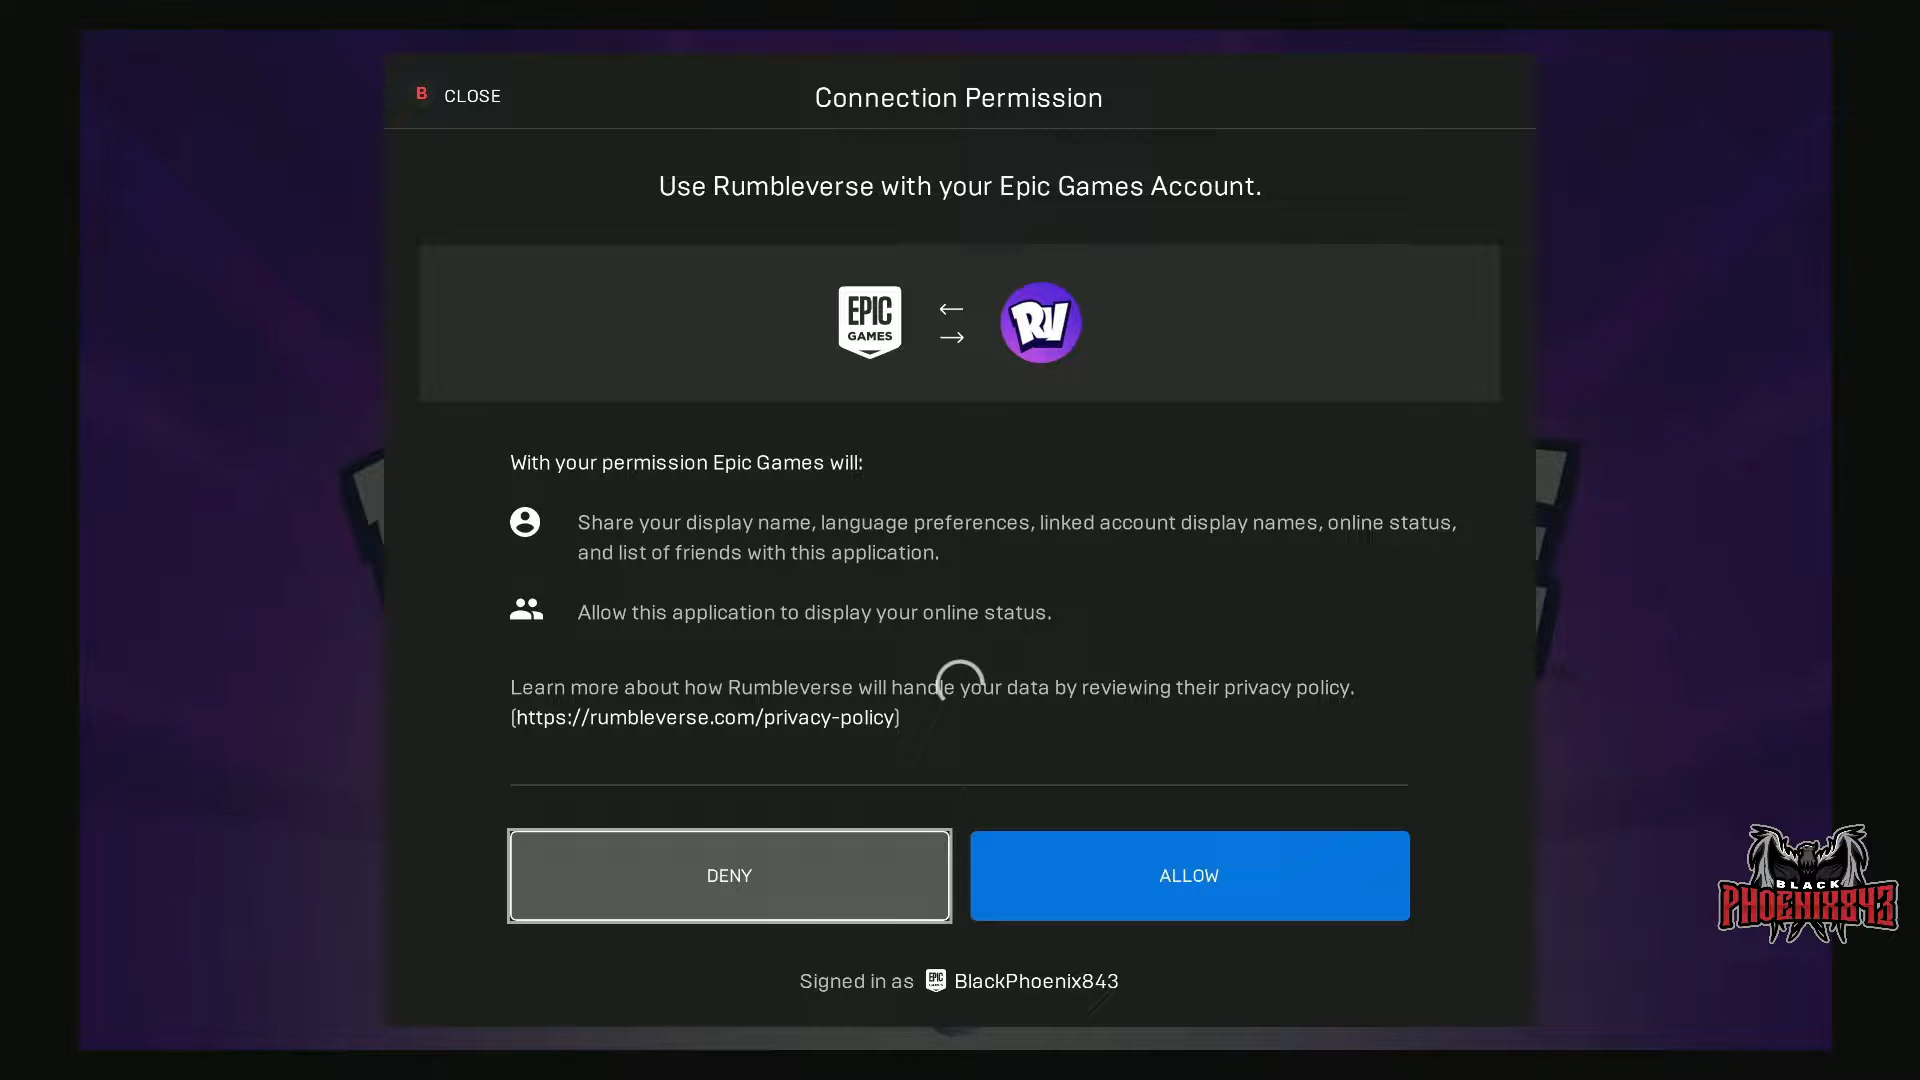 B CLOSE
Connection Permission
Use Rumbleverse with your Epic Games Account.
EPIC
GAMES
RV
With your permission Epic Games will:
Share your display name, language preferences, linked account display names, online status,
and list of friends with this application.
Allow this application to display your online status.
Learn more about how Rumbleverse will handle your data by reviewing their privacy policy.
(https://rumbleverse.com/privacy-policy)
DENY
ALLOW
BLACK
PHOENIX843
Signed in as EPIC GAMES BlackPhoenix843